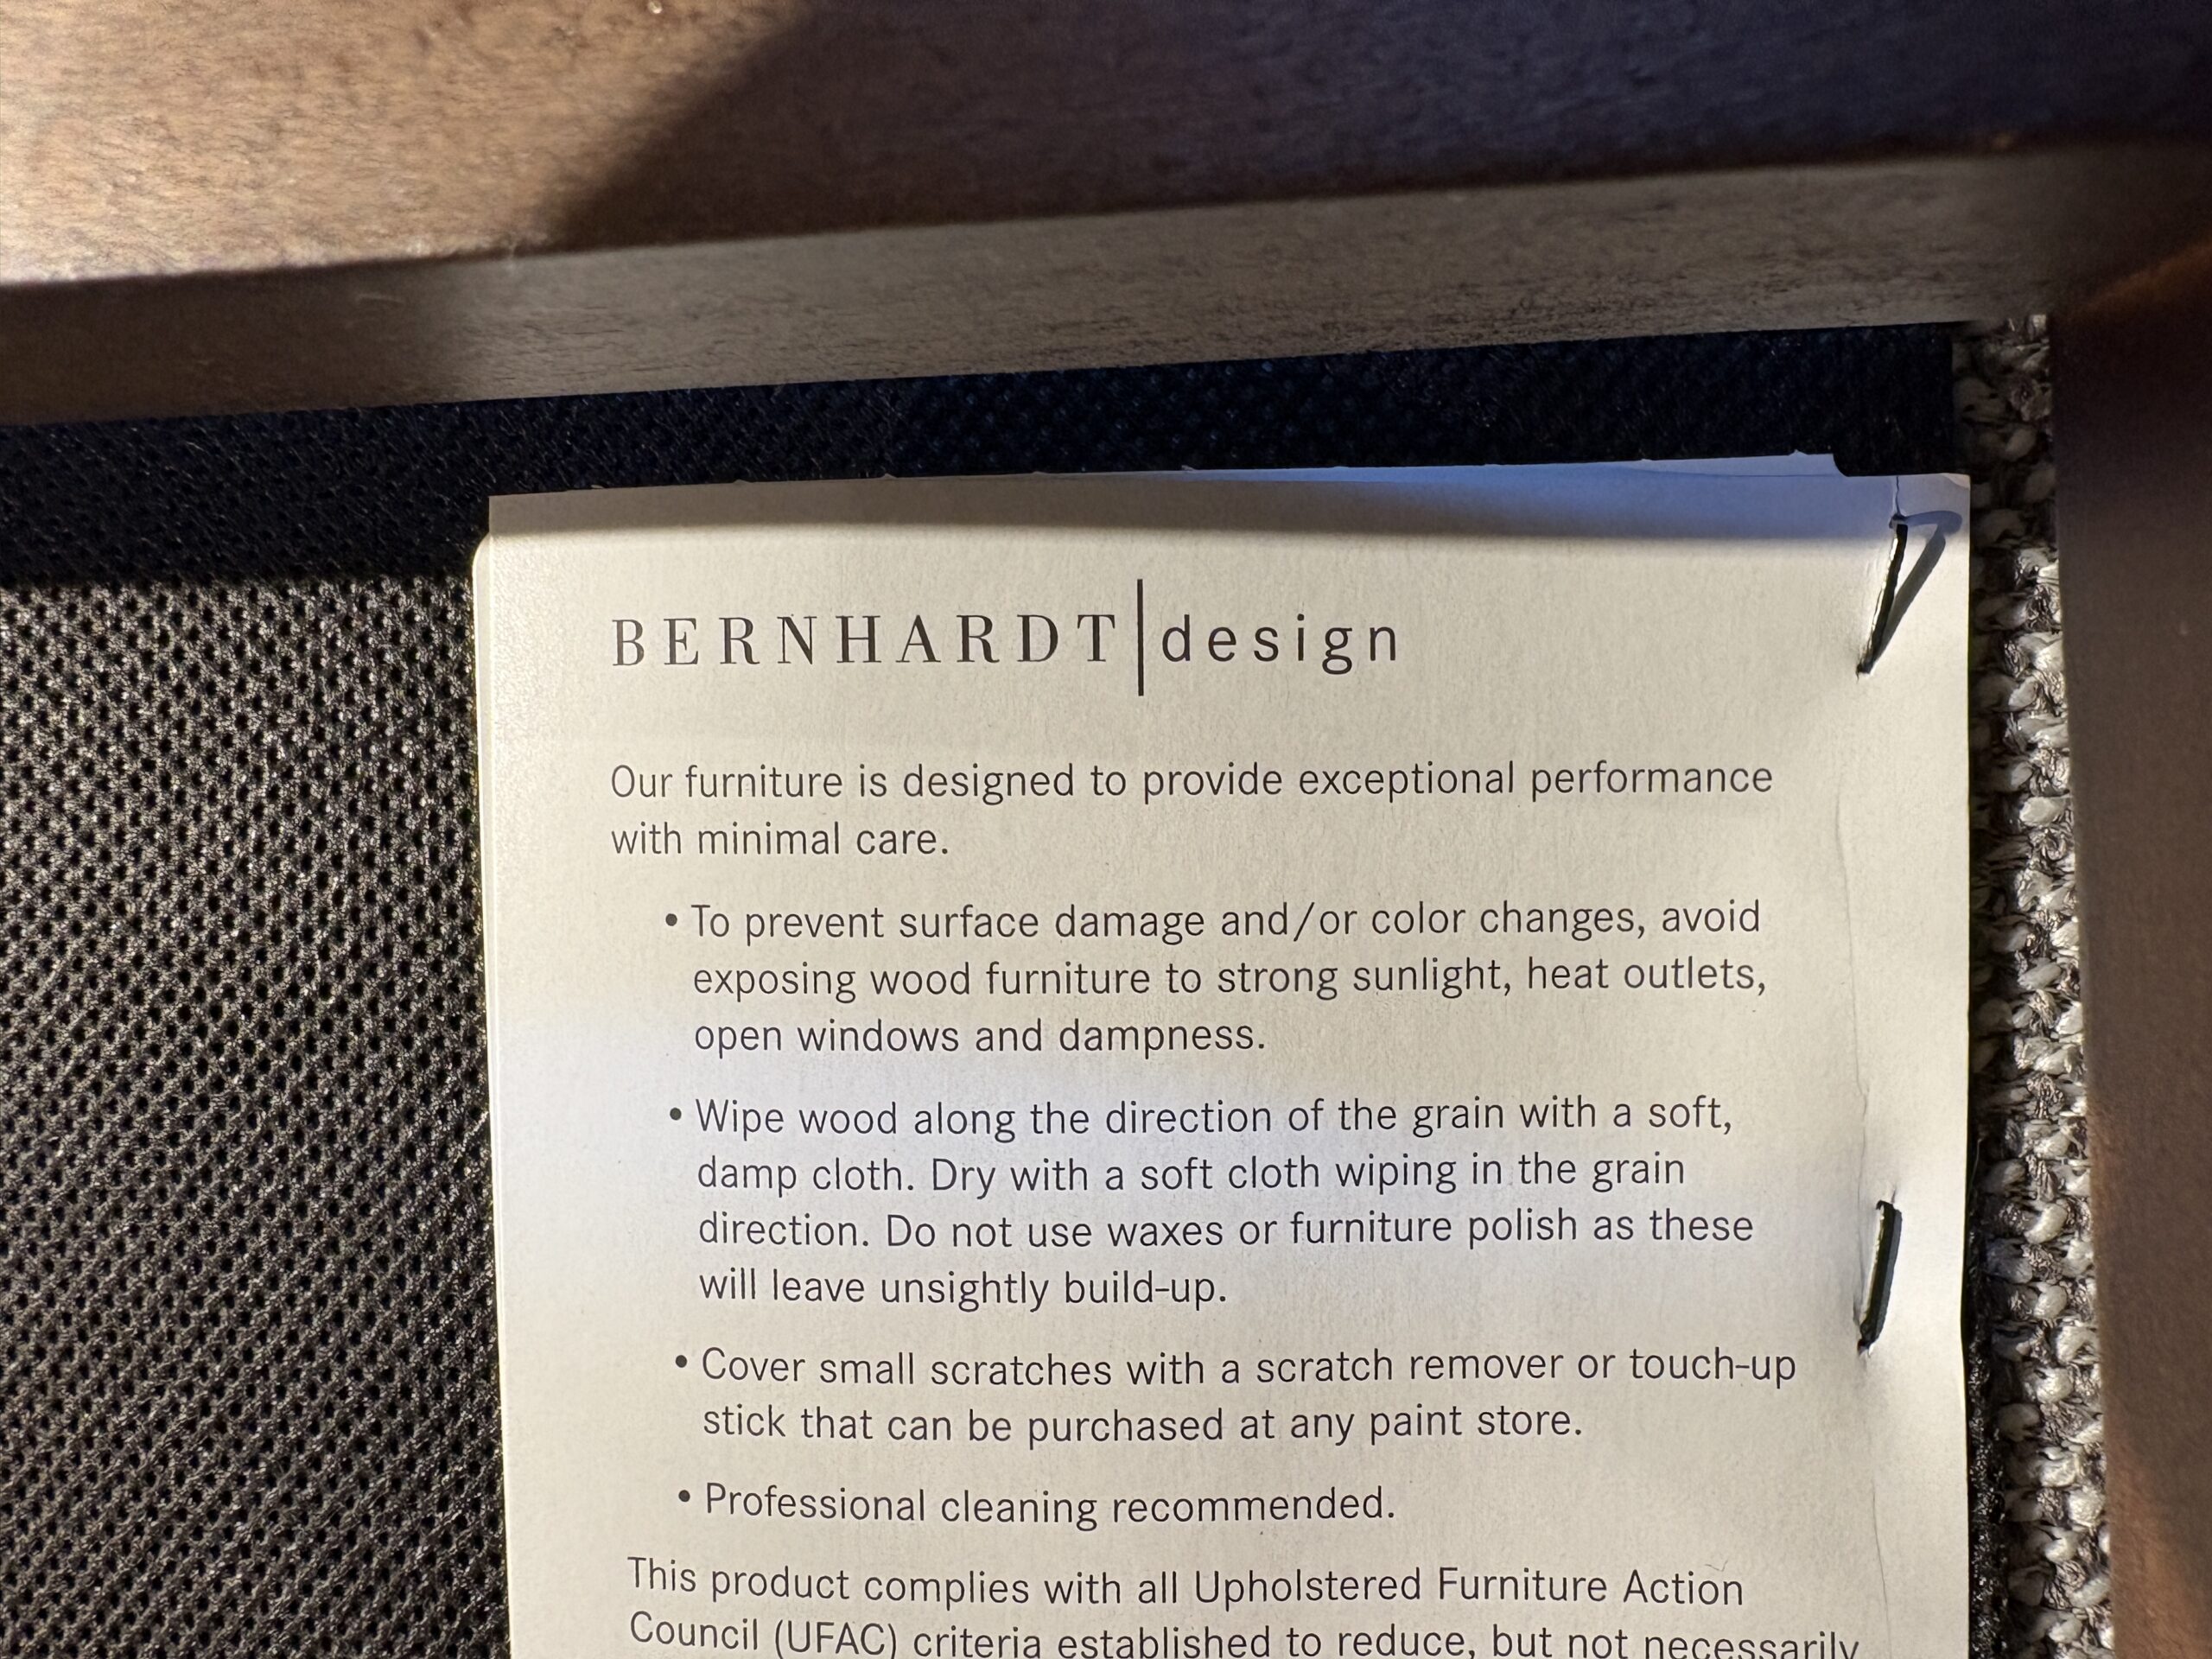 BERNHARDT|design
Our furniture is designed to provide exceptional performance
with minimal care.
• To prevent surface damage and/or color changes, avoid
exposing wood furniture to strong sunlight, heat outlets,
open windows and dampness.
• Wipe wood along the direction of the grain with a soft,
damp cloth. Dry with a soft cloth wiping in the grain
direction. Do not use waxes or furniture polish as these
will leave unsightly build-up.
• Cover small scratches with a scratch remover or touch-up
stick that can be purchased at any paint store.
• Professional cleaning recommended.
This product complies with all Upholstered Furniture Action
Council (UFAC) criteria established to reduce, but not necessarily